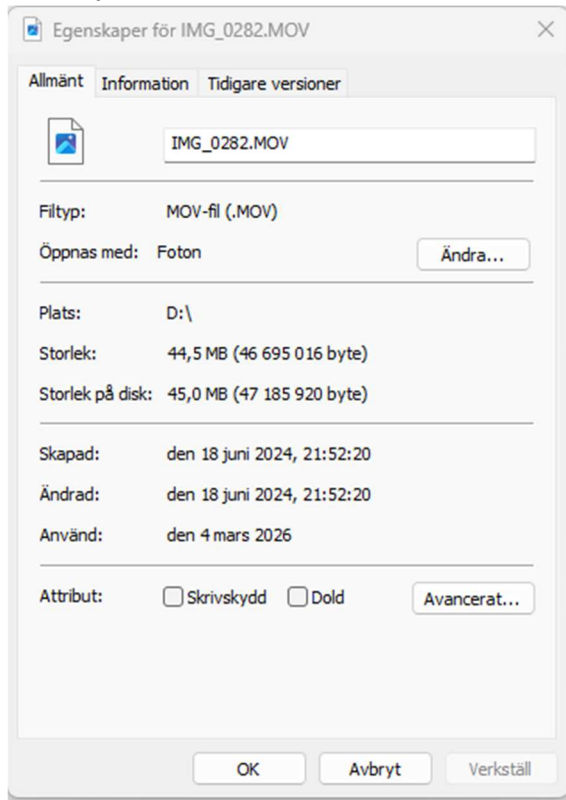 Egenskaper för IMG_0282.MOV
Allmänt Information Tidigare versioner
IMG_0282.MOV
Filtyp: MOV-fil (.MOV)
Öppnas med: Foton Ändra...
Plats: D:\
Storlek: 44,5 MB (46 695 016 byte)
Storlek på disk: 45,0 MB (47 185 920 byte)
Skapad: den 18 juni 2024, 21:52:20
Ändrad: den 18 juni 2024, 21:52:20
Använd: den 4 mars 2026
Attribut: Skrivskydd Dold Avancerat...
OK Avbryt Verkställ